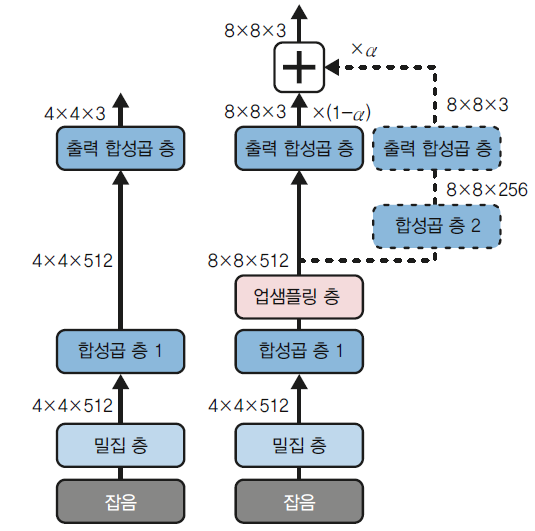 8×8×3
×α
4×4×3
8×8×3
×(1-α)
8×8×3
출력 합성곱 층
출력 합성곱 층
출력 합성곱 층
8×8×256
합성곱 층 2
4×4×512
8×8×512
업샘플링 층
합성곱 층 1
합성곱 층 1
4×4×512
4×4×512
밀집 층
밀집 층
잡음
잡음